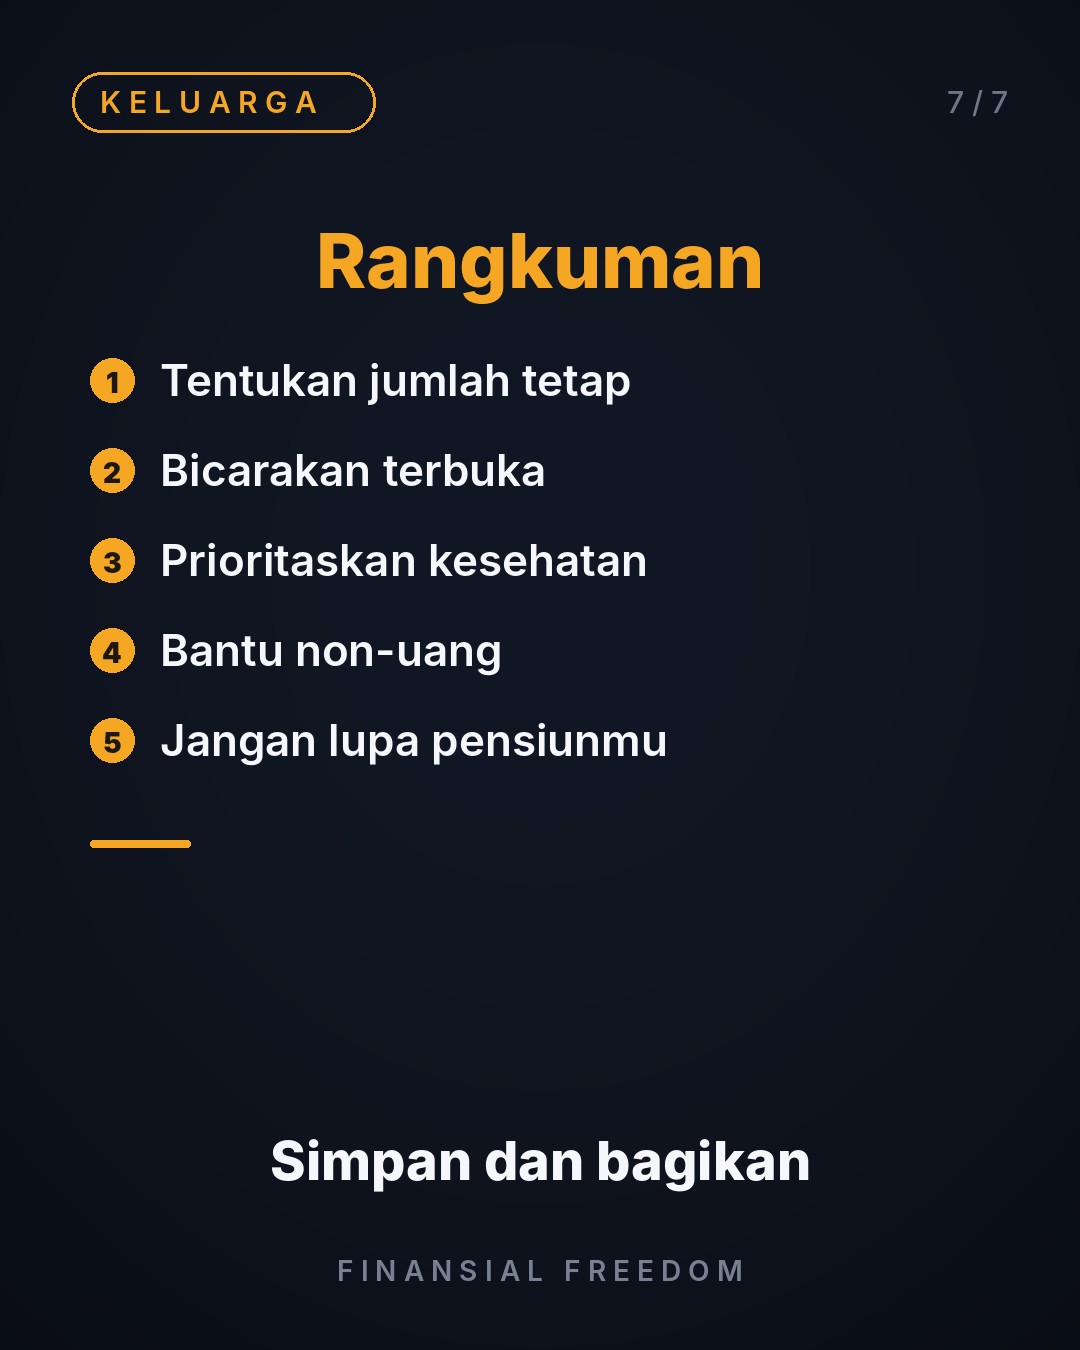 KELUARGA
7/7
Rangkuman
1 Tentukan jumlah tetap
2 Bicarakan terbuka
3 Prioritaskan kesehatan
4 Bantu non-uang
5 Jangan lupa pensiunmu
Simpan dan bagikan
FINANSIAL FREEDOM